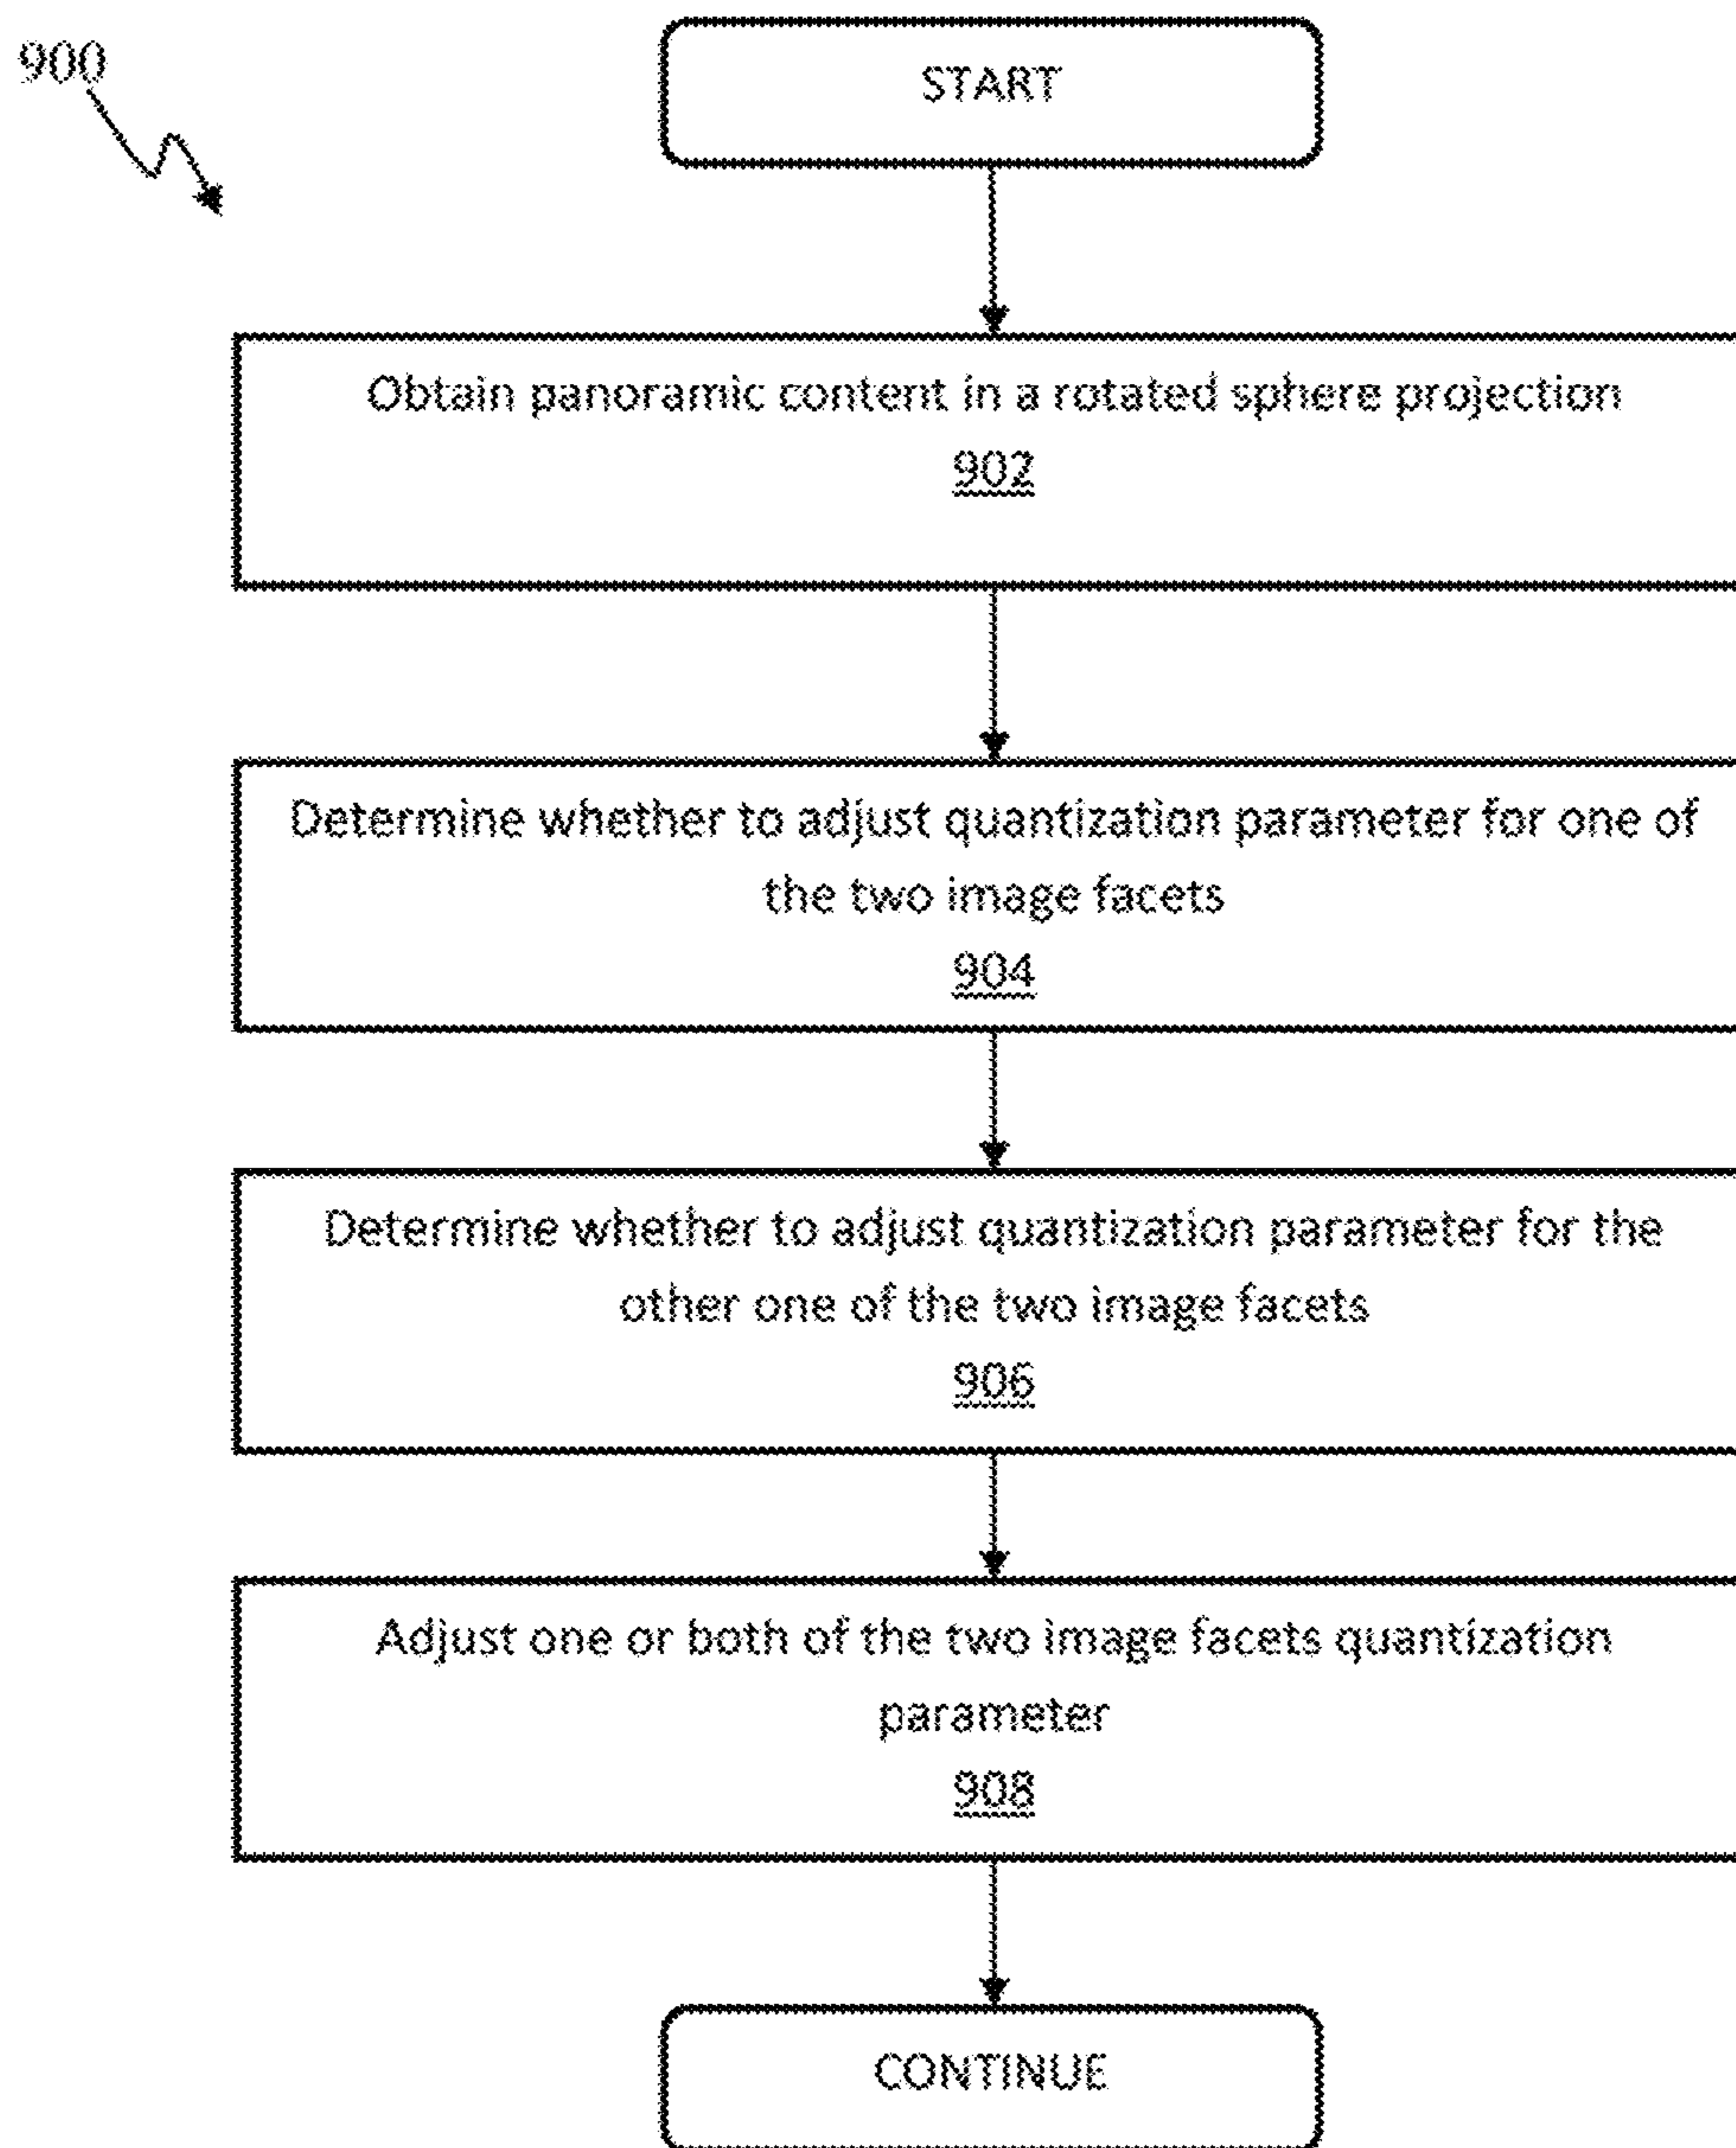 900
START
Obtain panoramic content in a rotated sphere projection
902
Determine whether to adjust quantization parameter for one of
the two image facets
904
Determine whether to adjust quantization parameter for the
other one of the two image facets
906
Adjust one or both of the two image facets quantization
parameter
908
CONTINUE